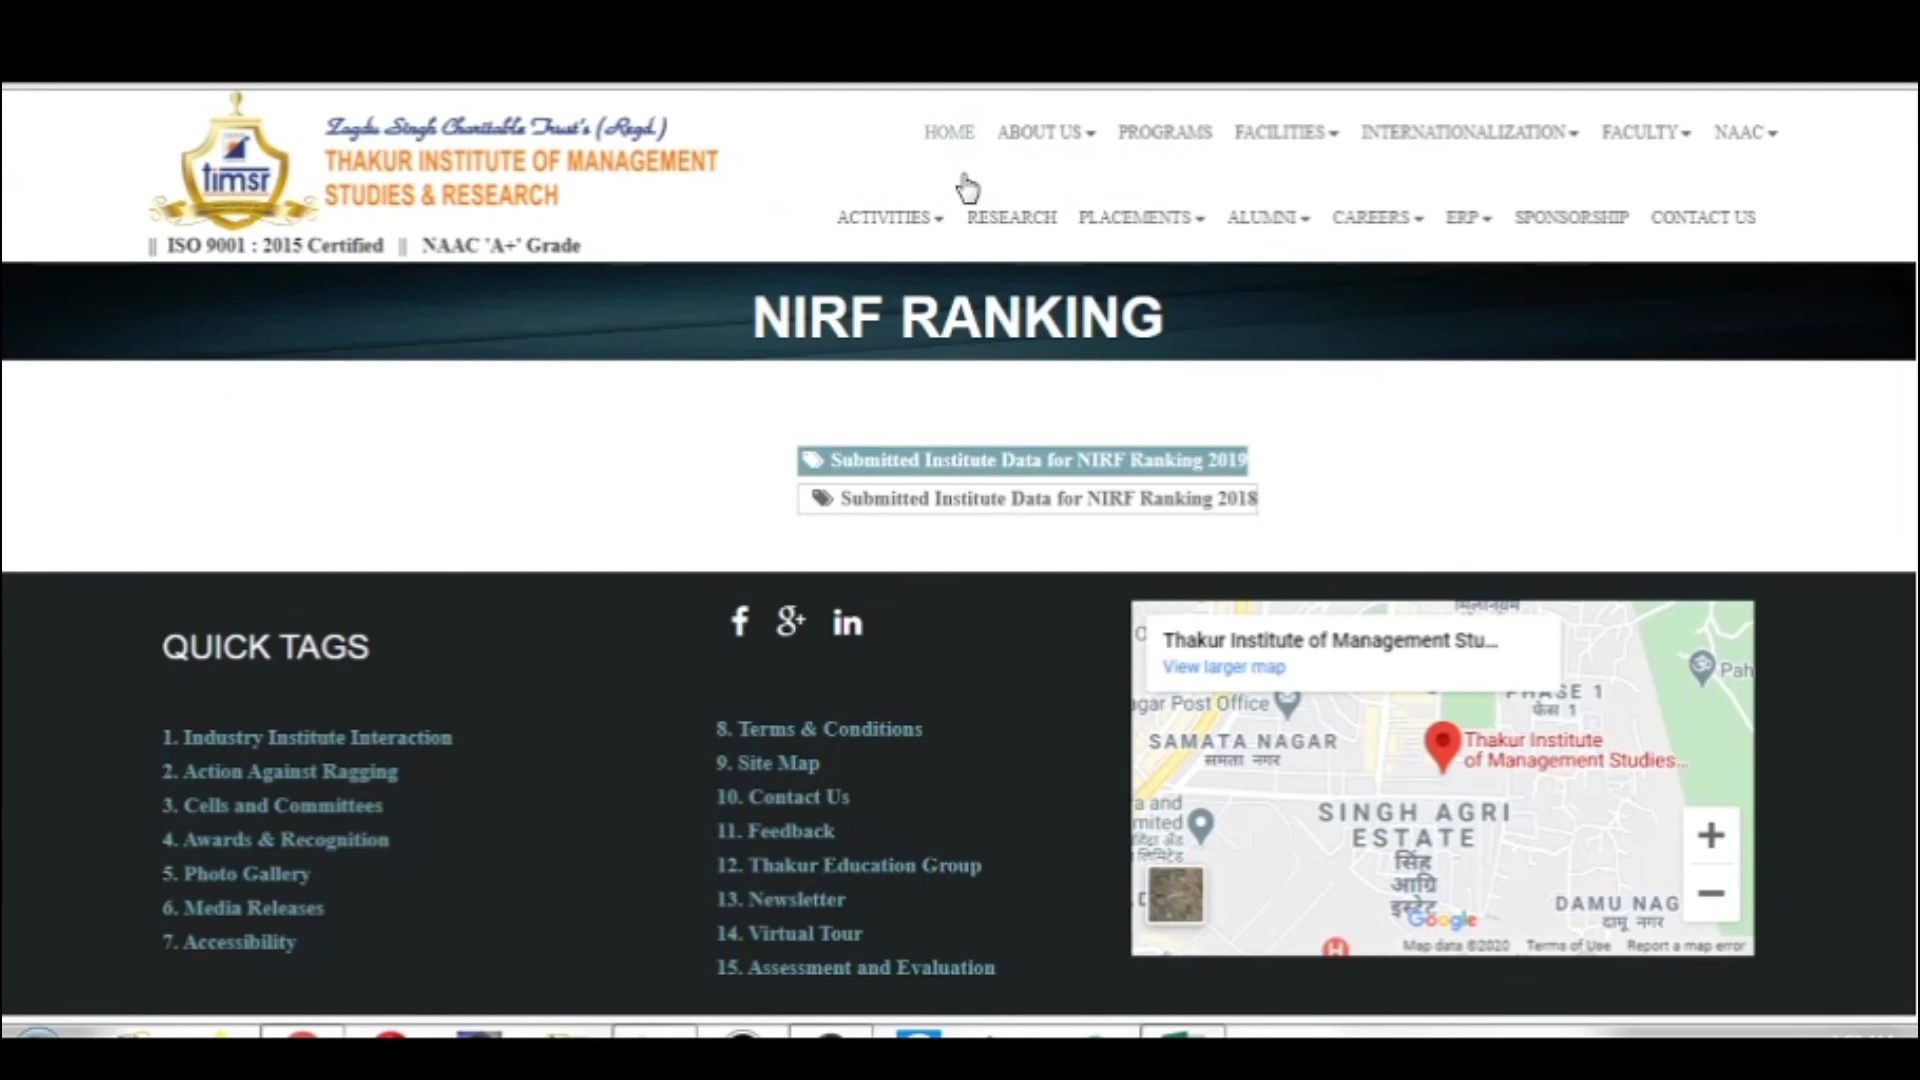 Zagdu Singh Charitable Trust's (Regd.)
THAKUR INSTITUTE OF MANAGEMENT
STUDIES & RESEARCH
timsr
|| ISO 9001 : 2015 Certified || NAAC 'A+' Grade
HOME ABOUT US PROGRAMS FACILITIES INTERNATIONALIZATION FACULTY NAAC
ACTIVITIES RESEARCH PLACEMENTS ALUMNI CAREERS ERP SPONSORSHIP CONTACT US
NIRF RANKING
Submitted Institute Data for NIRF Ranking 2019
Submitted Institute Data for NIRF Ranking 2018
QUICK TAGS
1. Industry Institute Interaction
2. Action Against Ragging
3. Cells and Committees
4. Awards & Recognition
5. Photo Gallery
6. Media Releases
7. Accessibility
f g+ in
8. Terms & Conditions
9. Site Map
10. Contact Us
11. Feedback
12. Thakur Education Group
13. Newsletter
14. Virtual Tour
15. Assessment and Evaluation
Thakur Institute of Management Stu...
View larger map
Pah
gar Post Office
PHASE 1
फेस 1
SAMATA NAGAR
समता नगर
Thakur Institute
of Management Studies...
a and
mited
SINGH AGRI
ESTATE
सिंह
आग्रि
इस्टेट
DAMU NAG
दामू नगर
Google
H
Map data ©2020 Terms of Use Report a map error